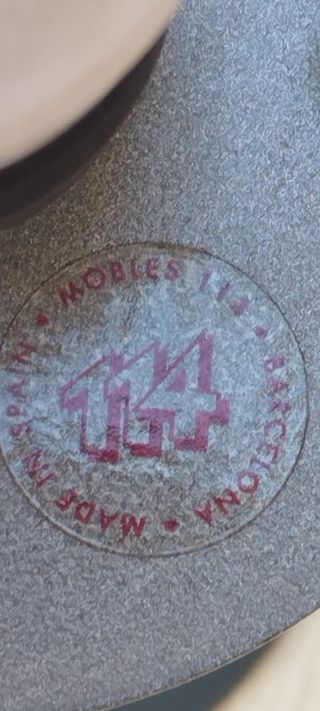 MOBLES 114 • BARCELONA • MADE IN SPAIN •
114